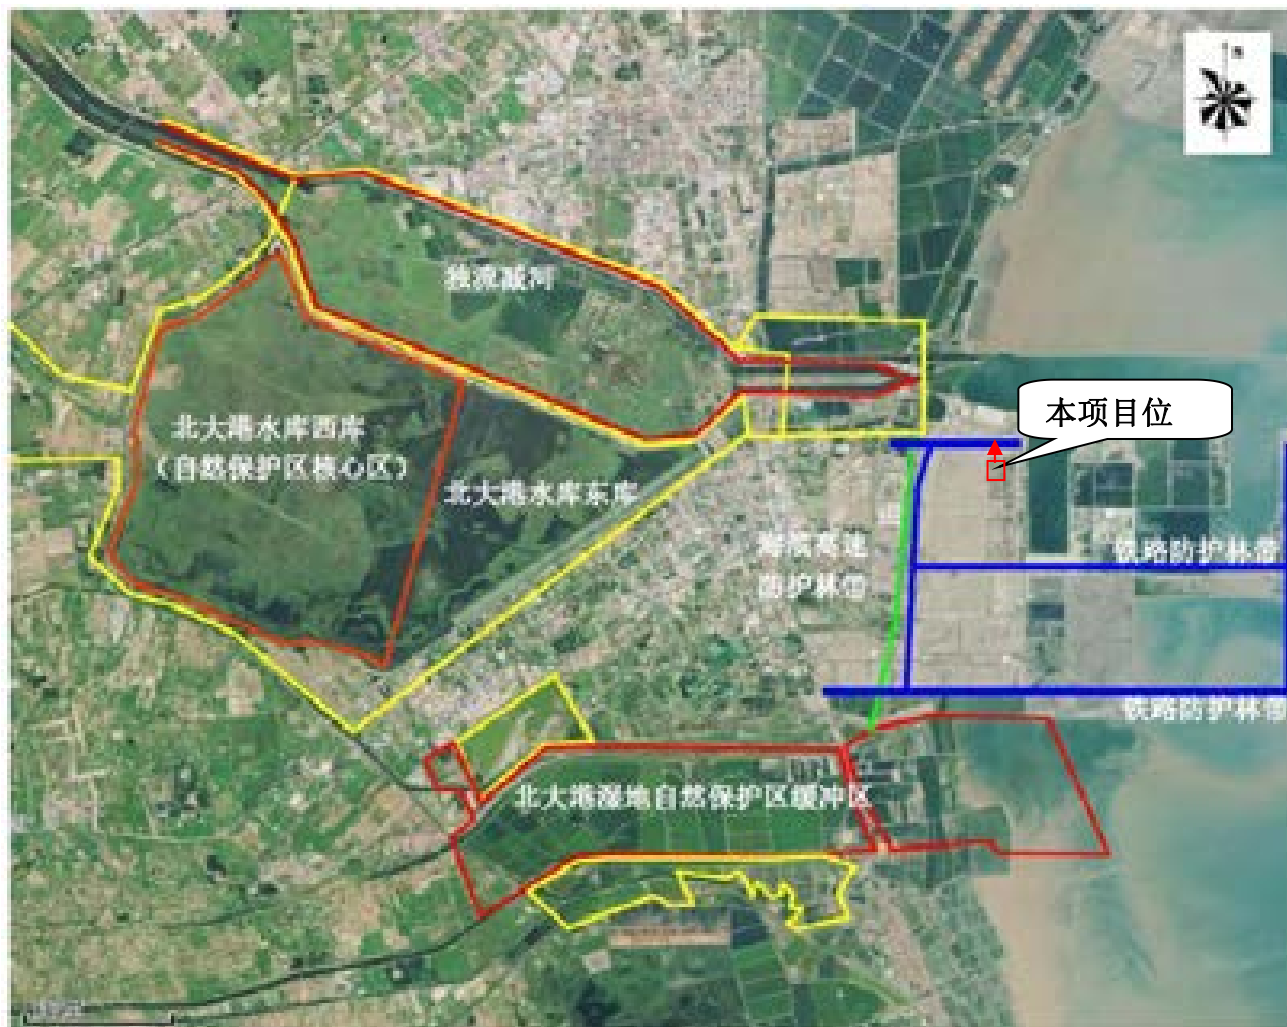 独流减河
本项目位
北大港水库西库
（自然保护区核心区）
北大港水库东库
海滨高速
防护林带
铁路防护林带
铁路防护林带
北大港湿地自然保护区缓冲区